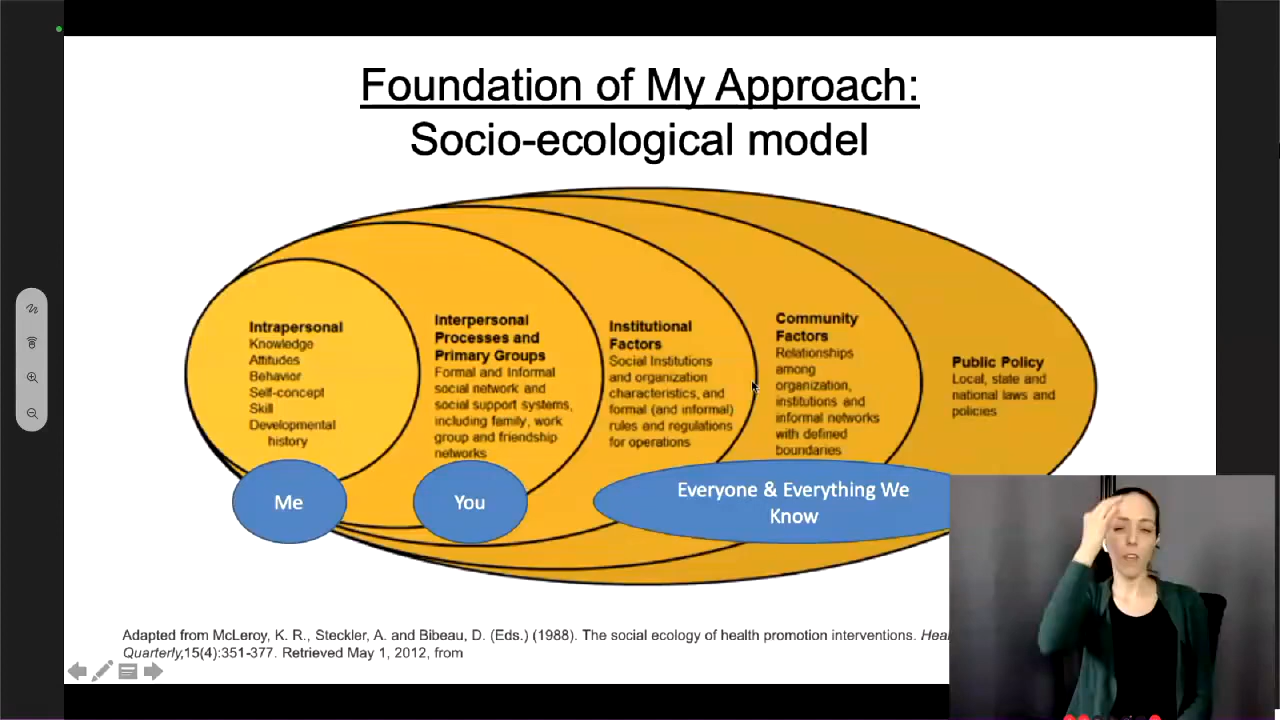 Foundation of My Approach:
Socio-ecological model
Intrapersonal
Knowledge
Attitudes
Behavior
Self-concept
Skill
Developmental
history
Interpersonal
Processes and
Primary Groups
Formal and Informal
social network and
social support systems,
including family, work
group and friendship
networks
Institutional
Factors
Social Institutions
and organization
characteristics, and
formal (and informal)
rules and regulations
for operations
Community
Factors
Relationships
among
organization,
institutions and
informal networks
with defined
boundaries
Public Policy
Local, state and
national laws and
policies
Me
You
Everyone & Everything We
Know
Adapted from McLeroy, K. R., Steckler, A. and Bibeau, D. (Eds.) (1988). The social ecology of health promotion interventions.
Quarterly,15(4):351-377. Retrieved May 1, 2012, from